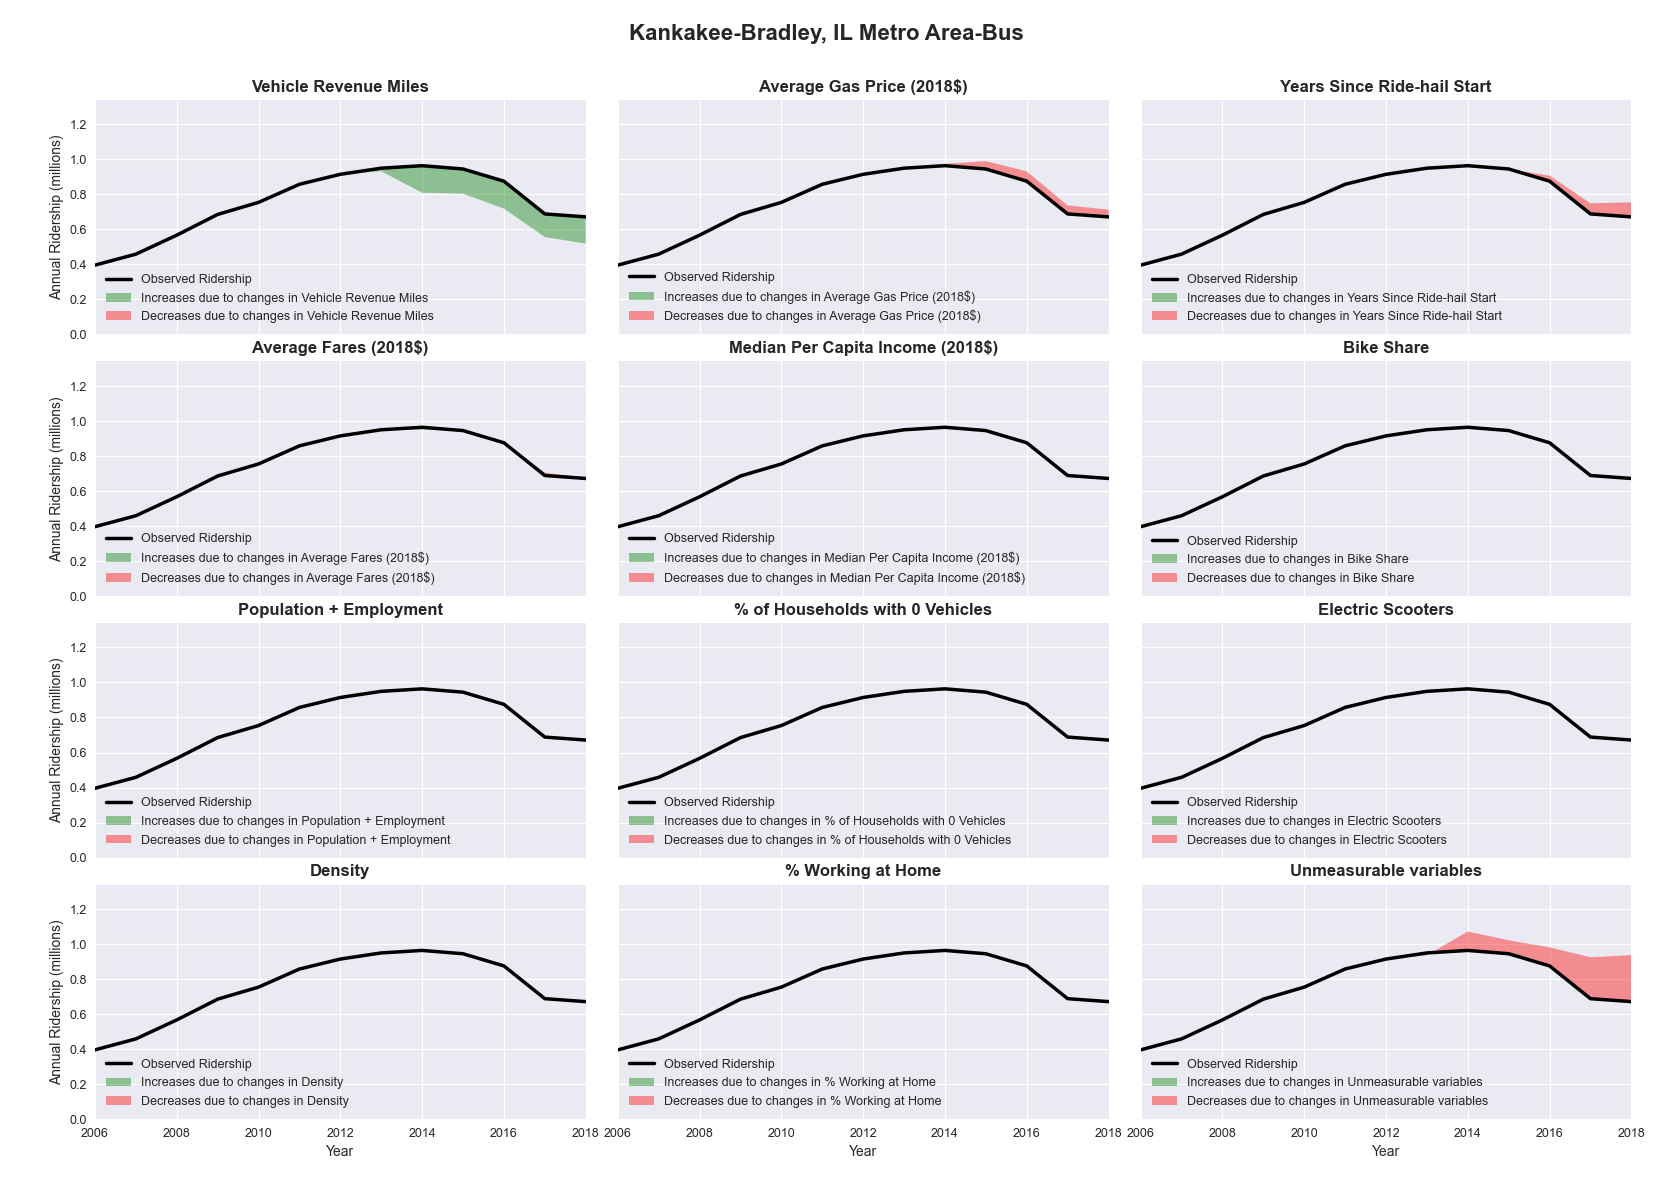 Kankakee-Bradley, IL Metro Area-Bus
Vehicle Revenue Miles
Annual Ridership (millions)
1.2
1.0
0.8
0.6
0.4
0.2
0.0
Observed Ridership
Increases due to changes in Vehicle Revenue Miles
Decreases due to changes in Vehicle Revenue Miles
Average Gas Price (2018$)
Observed Ridership
Increases due to changes in Average Gas Price (2018$)
Decreases due to changes in Average Gas Price (2018$)
Years Since Ride-hail Start
Observed Ridership
Increases due to changes in Years Since Ride-hail Start
Decreases due to changes in Years Since Ride-hail Start
Average Fares (2018$)
Annual Ridership (millions)
1.2
1.0
0.8
0.6
0.4
0.2
0.0
Observed Ridership
Increases due to changes in Average Fares (2018$)
Decreases due to changes in Average Fares (2018$)
Median Per Capita Income (2018$)
Observed Ridership
Increases due to changes in Median Per Capita Income (2018$)
Decreases due to changes in Median Per Capita Income (2018$)
Bike Share
Observed Ridership
Increases due to changes in Bike Share
Decreases due to changes in Bike Share
Population + Employment
Annual Ridership (millions)
1.2
1.0
0.8
0.6
0.4
0.2
0.0
Observed Ridership
Increases due to changes in Population + Employment
Decreases due to changes in Population + Employment
% of Households with 0 Vehicles
Observed Ridership
Increases due to changes in % of Households with 0 Vehicles
Decreases due to changes in % of Households with 0 Vehicles
Electric Scooters
Observed Ridership
Increases due to changes in Electric Scooters
Decreases due to changes in Electric Scooters
Density
Annual Ridership (millions)
1.2
1.0
0.8
0.6
0.4
0.2
0.0
Observed Ridership
Increases due to changes in Density
Decreases due to changes in Density
2006 2008 2010 2012 2014 2016 2018
Year
% Working at Home
Observed Ridership
Increases due to changes in % Working at Home
Decreases due to changes in % Working at Home
2006 2008 2010 2012 2014 2016 2018
Year
Unmeasurable variables
Observed Ridership
Increases due to changes in Unmeasurable variables
Decreases due to changes in Unmeasurable variables
2006 2008 2010 2012 2014 2016 2018
Year